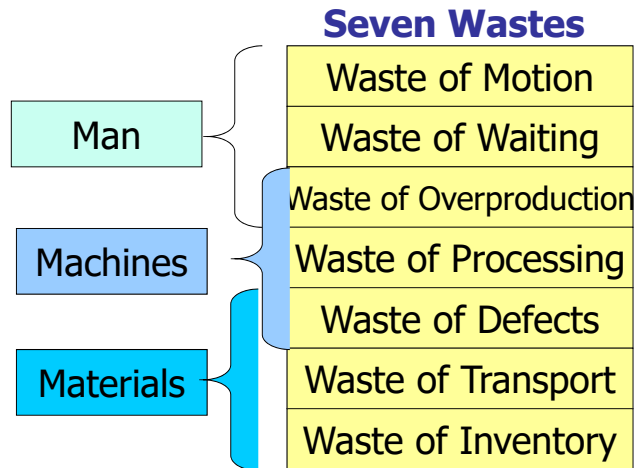 Seven Wastes
Man
Machines
Materials
Waste of Motion
Waste of Waiting
Waste of Overproduction
Waste of Processing
Waste of Defects
Waste of Transport
Waste of Inventory